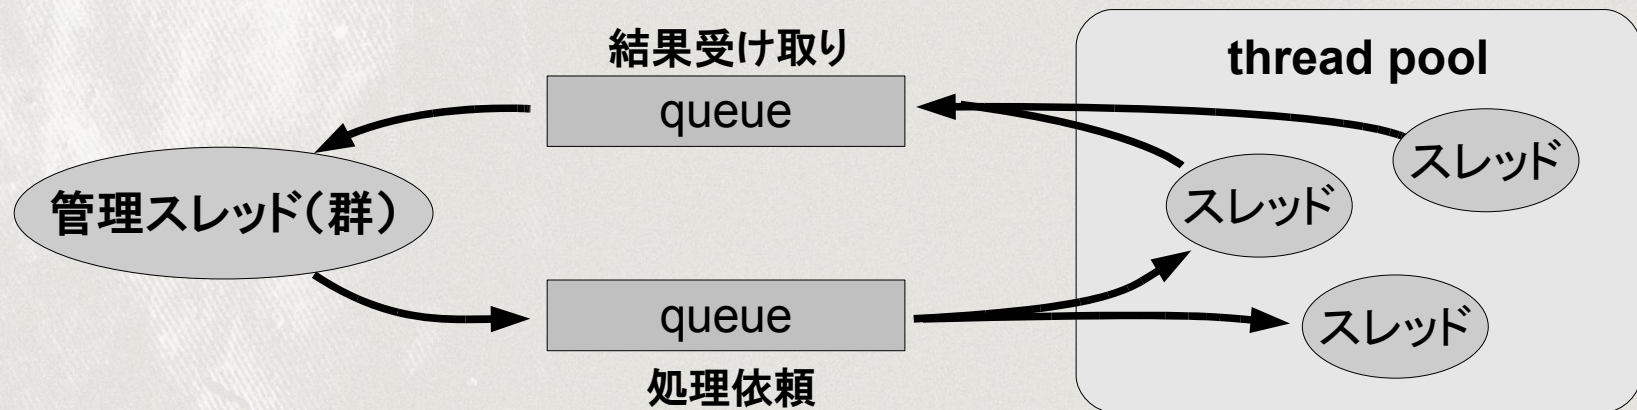 結果受け取り
queue
thread pool
スレッド
スレッド
管理スレッド(群)
queue
スレッド
処理依頼